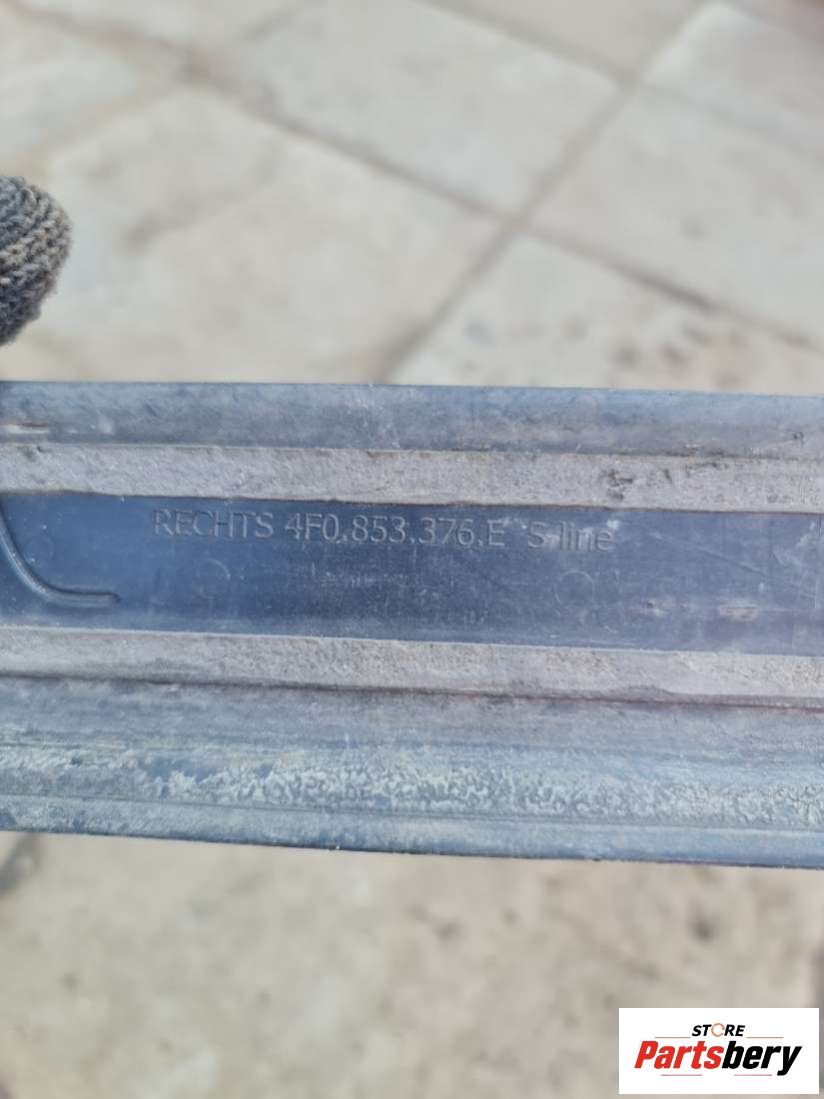 RECHTS 4F0.853.376.E S-line
STORE
Partsbery